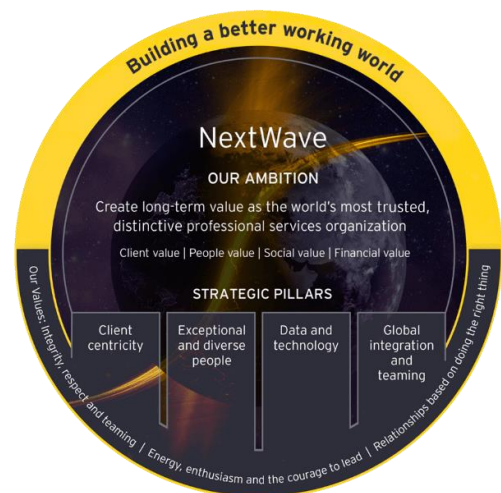 Building a better working world
NextWave
OUR AMBITION
Create long-term value as the world's most trusted,
distinctive professional services organization
Client value | People value | Social value | Financial value
STRATEGIC PILLARS
Client
centricity
Exceptional
and diverse
people
Data and
technology
Global
integration
and
teaming
Our Values: Integrity, respect and teaming | Energy, enthusiasm and the courage to lead | Relationships based on doing the right thing